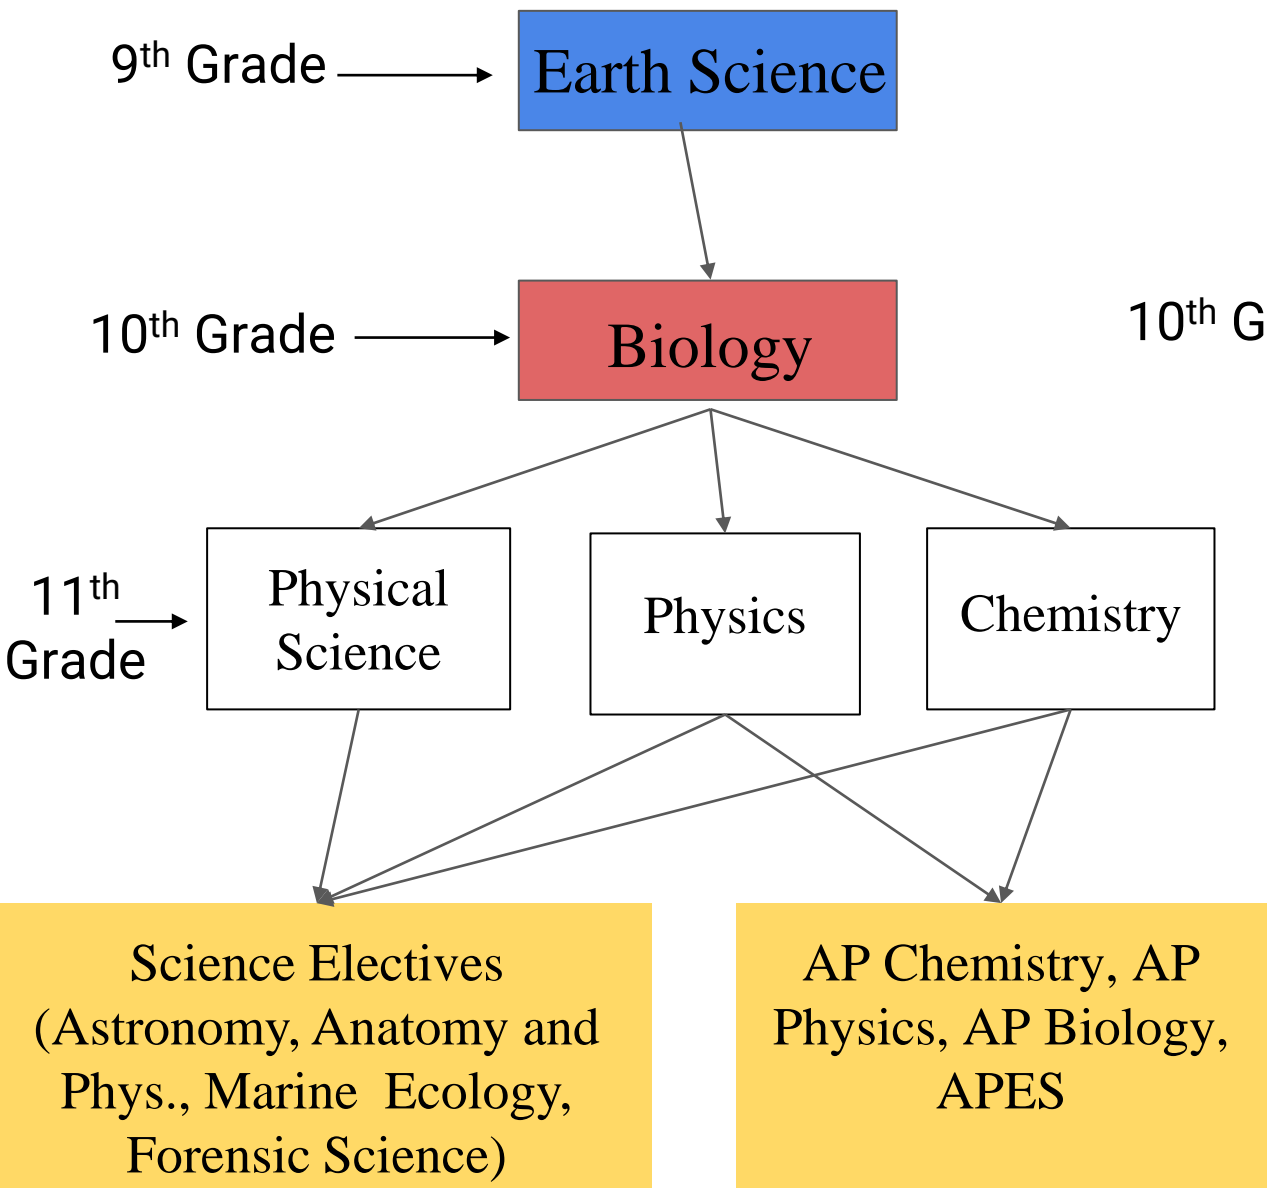 9th Grade
Earth Science
10th Grade
Biology
10th G
11th
Grade
Physical
Science
Physics
Chemistry
Science Electives
(Astronomy, Anatomy and
Phys., Marine  Ecology,
Forensic Science)
AP Chemistry, AP
Physics, AP Biology,
APES